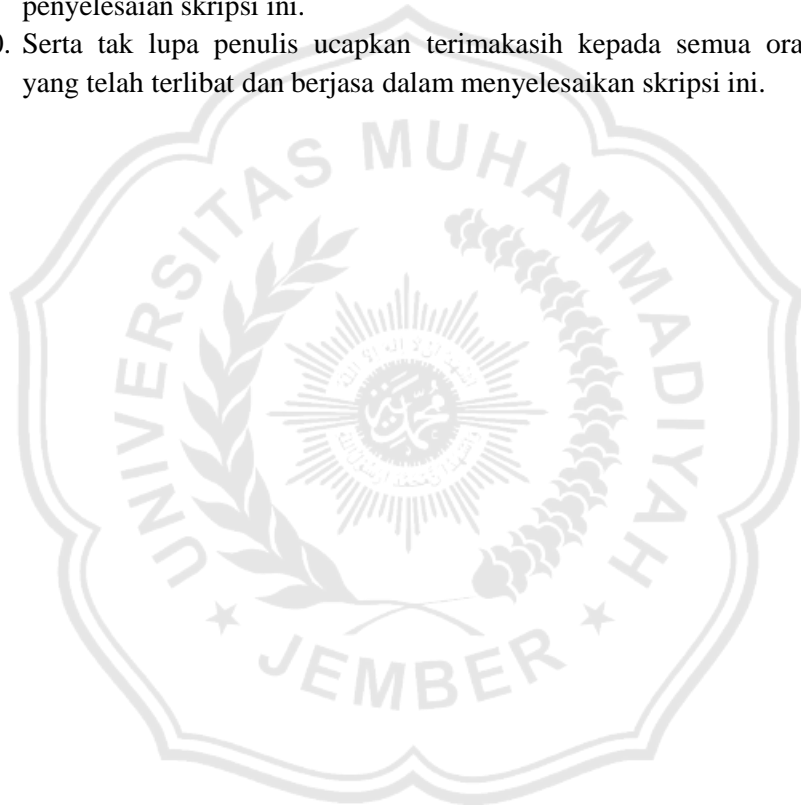 penyelesaian skripsi ini.
0. Serta tak lupa penulis ucapkan terimakasih kepada semua ora
yang telah terlibat dan berjasa dalam menyelesaikan skripsi ini.
UNIVERSITAS MUHAMMADIYAH
JEMBER